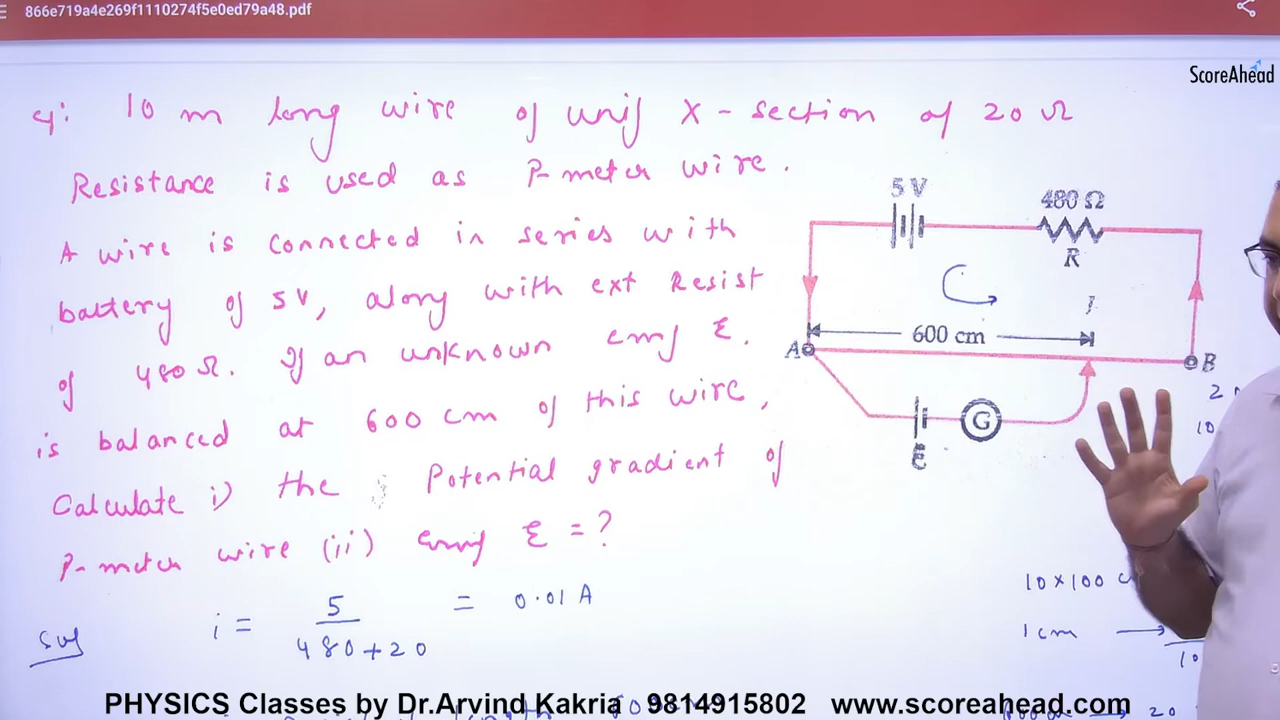 866e719a4e269f1110274f5e0ed79a48.pdf
ScoreAhead
q: 10 m long wire of unif X-section of 20 Ω
Resistance is used as P-meter wire.
A wire is connected in series with
battery of 5V, along with ext Resist
of 480 Ω. If an unknown emf ε.
is balanced at 600 cm of this wire,
Calculate i) the Potential gradient of
P-meter wire (ii) emf ε = ?
5 V
480 Ω
R
600 cm
A
B
G
E
Sol i = 5 / 480+20 = 0.01 A
10 × 100
1 cm →
10
PHYSICS Classes by Dr.Arvind Kakria 9814915802 www.scoreahead.com